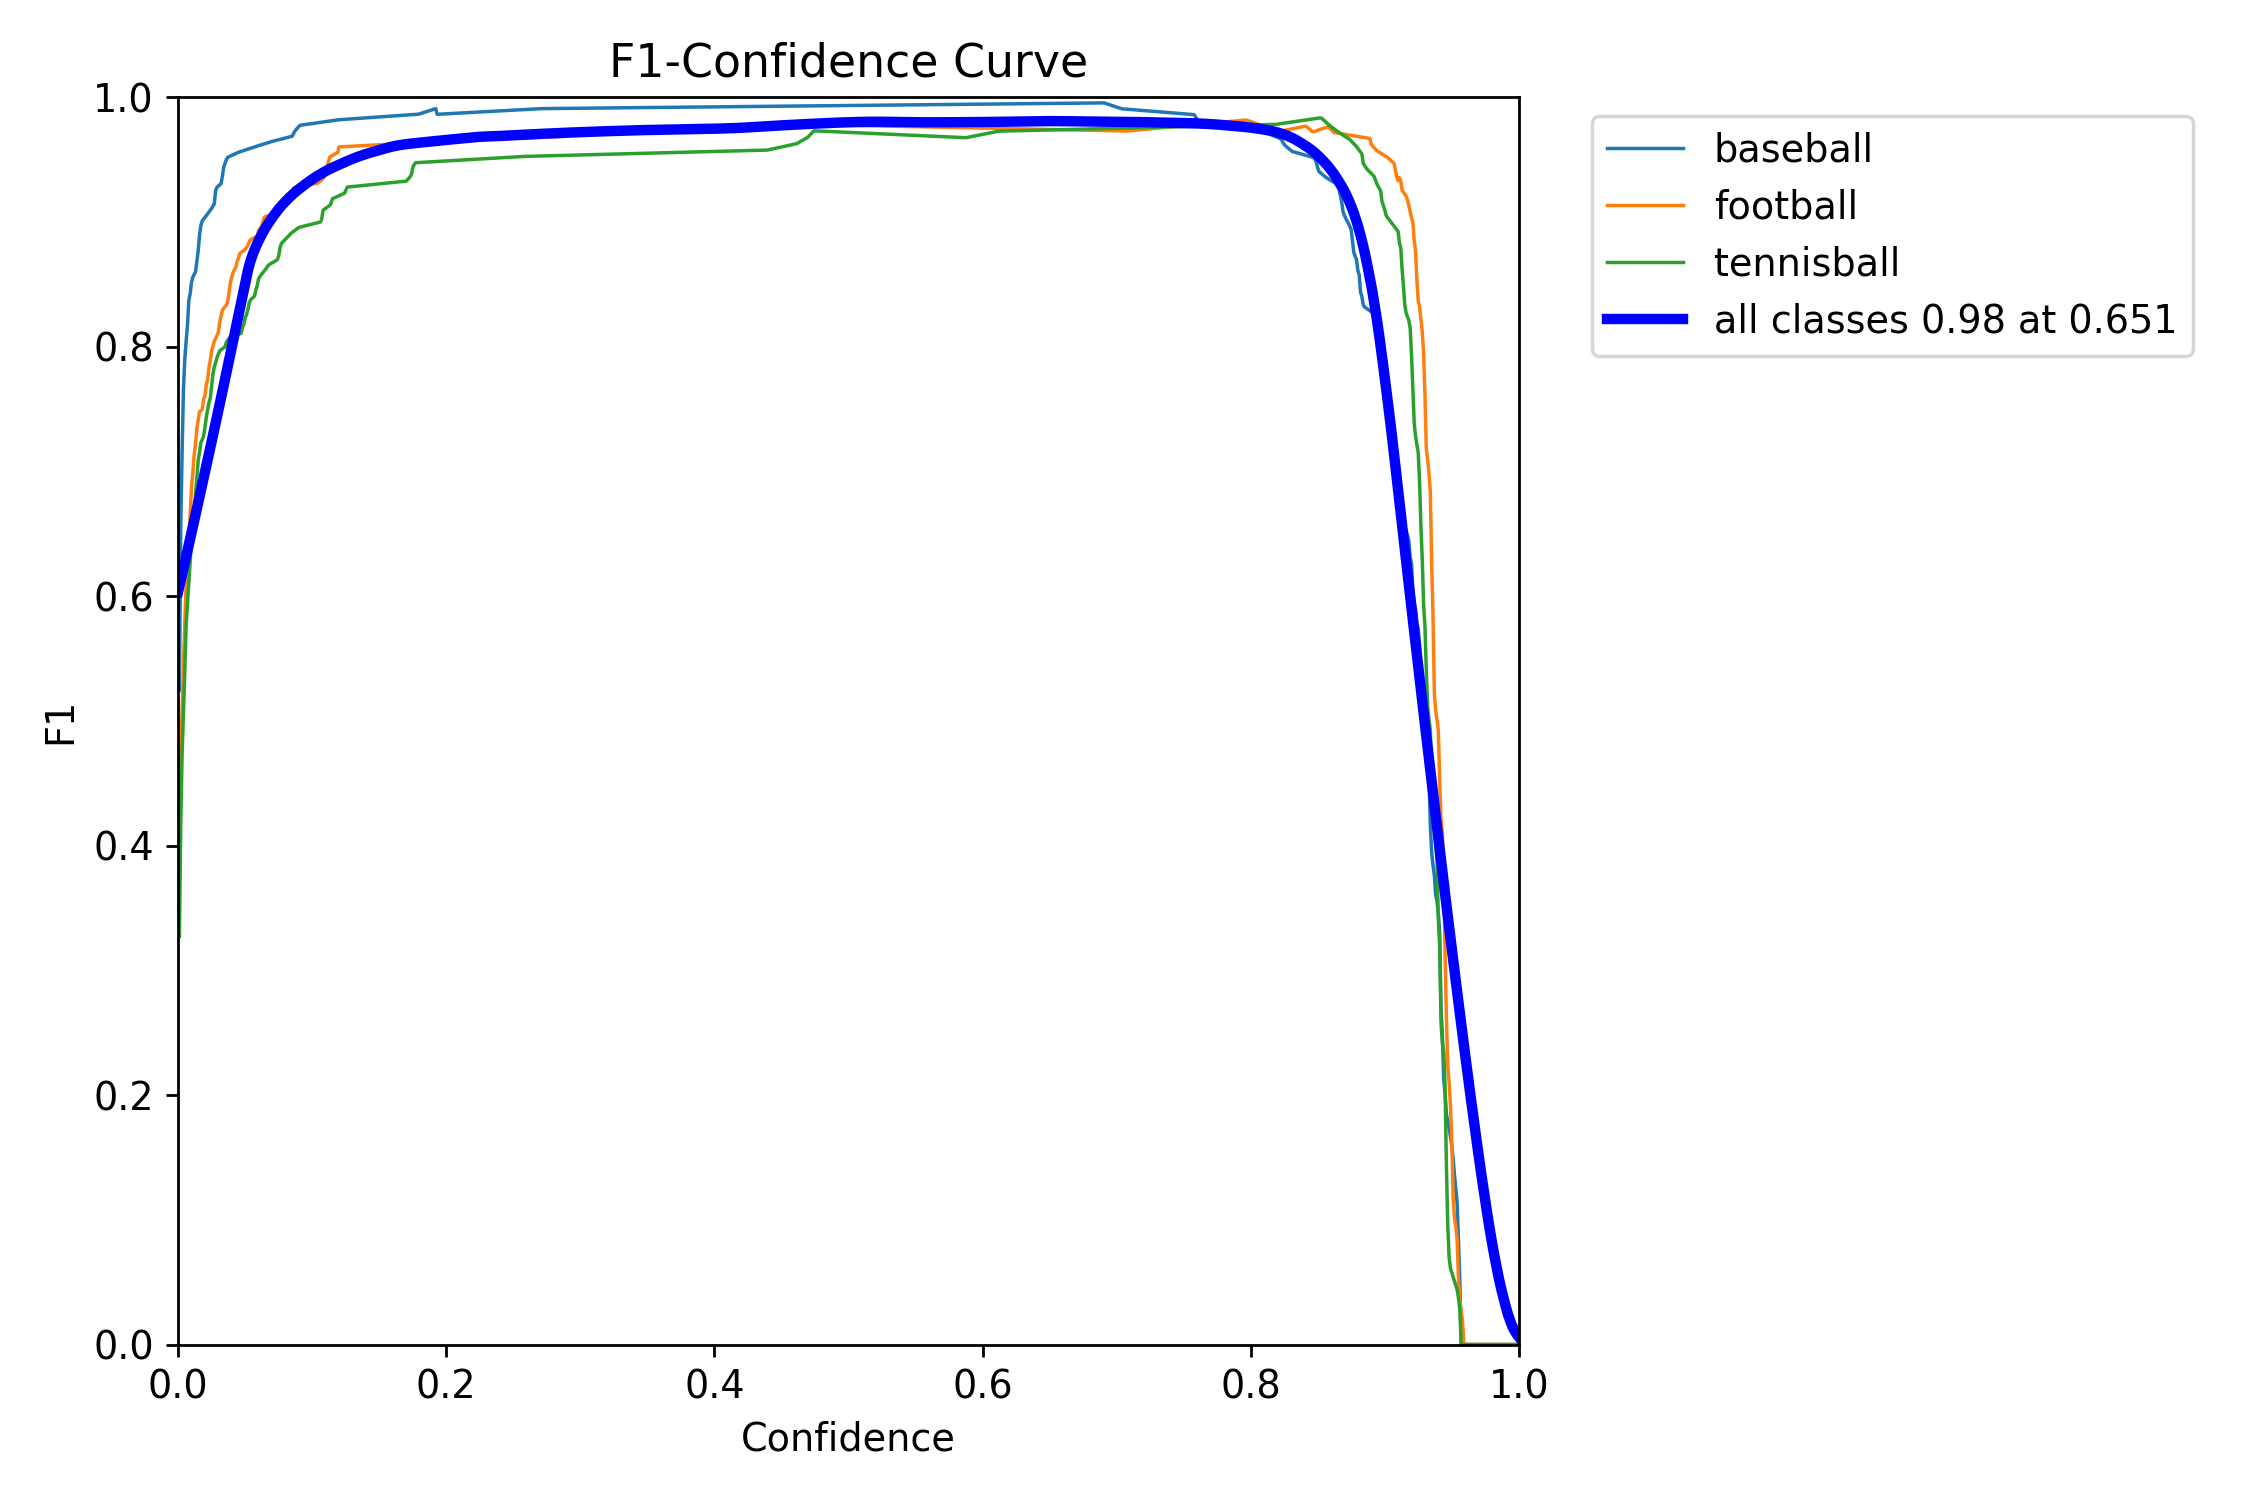 F1-Confidence Curve
1.0
0.8
0.6
0.4
0.2
0.0
F1
0.0 0.2 0.4 0.6 0.8 1.0
Confidence
baseball
football
tennisball
all classes 0.98 at 0.651